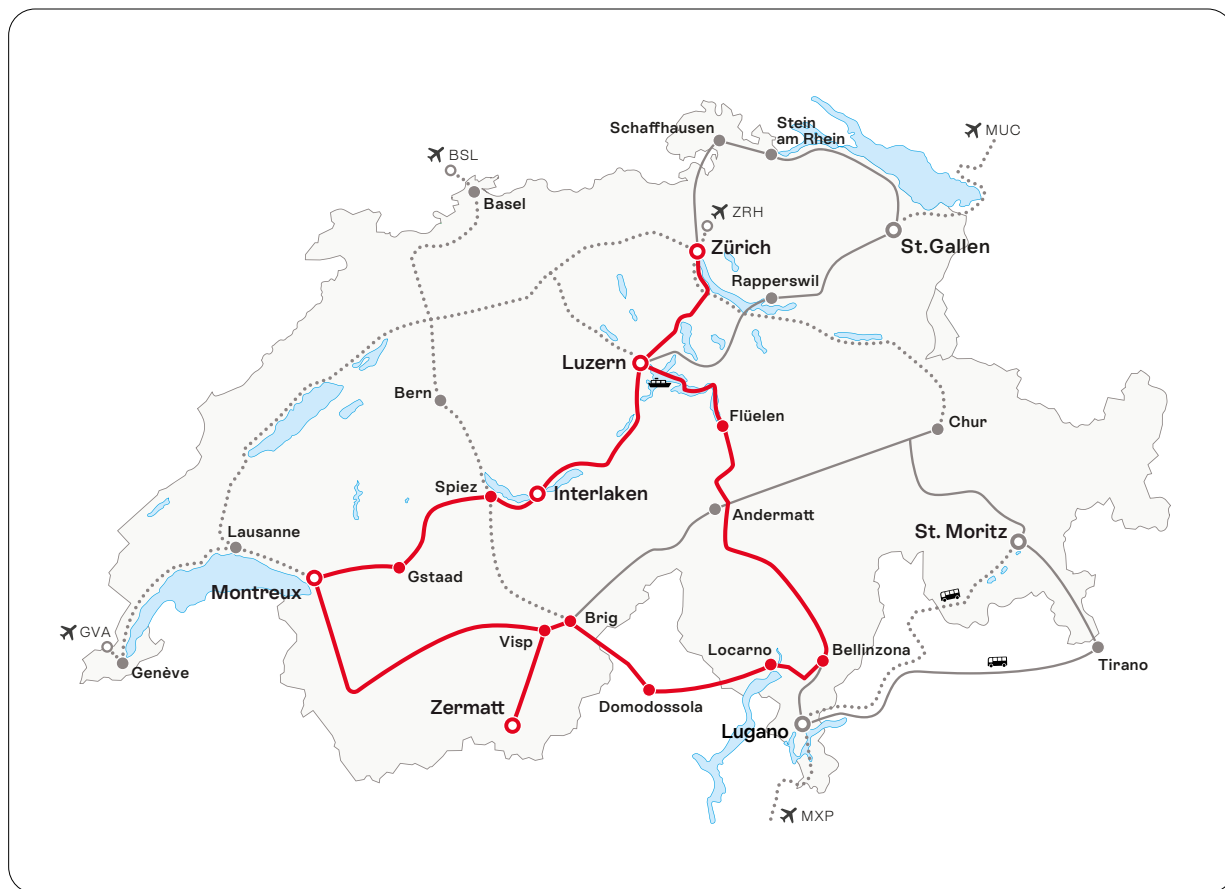 Schaffhausen
Stein
am Rhein
MUC
BSL
Basel
ZRH
Zürich
St.Gallen
Rapperswil
Luzern
Bern
Flüelen
Chur
Spiez
Interlaken
Andermatt
Lausanne
St. Moritz
Gstaad
Montreux
Brig
GVA
Visp
Genève
Locarno
Bellinzona
Tirano
Zermatt
Domodossola
Lugano
MXP